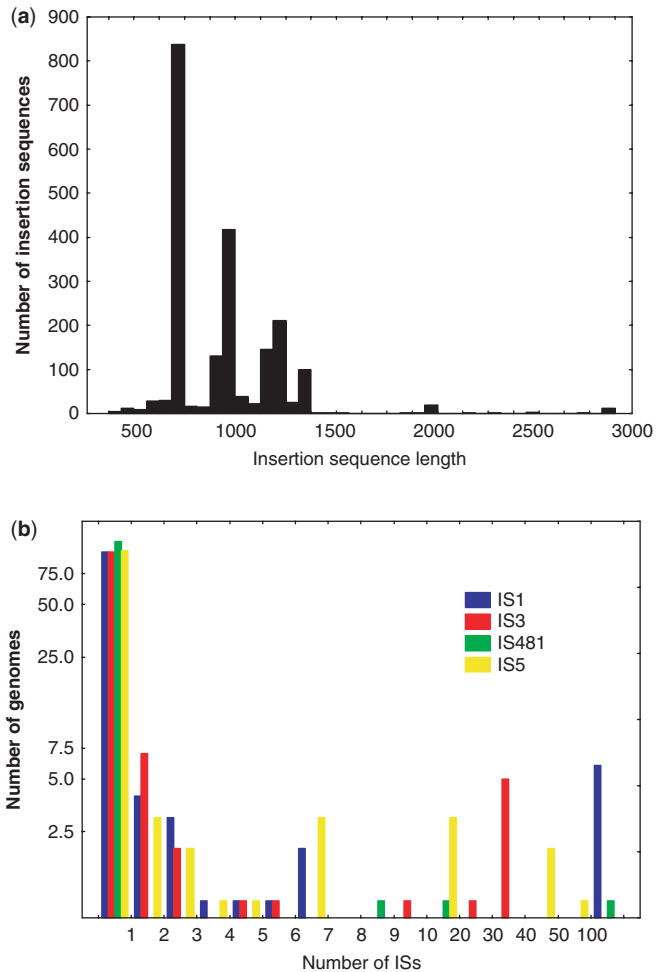 (a)
900
800
700
600
500
400
300
200
100
0
Number of insertion sequences
500 1000 1500 2000 2500 3000
Insertion sequence length
(b)
75.0
50.0
25.0
7.5
5.0
2.5
Number of genomes
IS1
IS3
IS481
IS5
1 2 3 4 5 6 7 8 9 10 20 30 40 50 100
Number of ISs